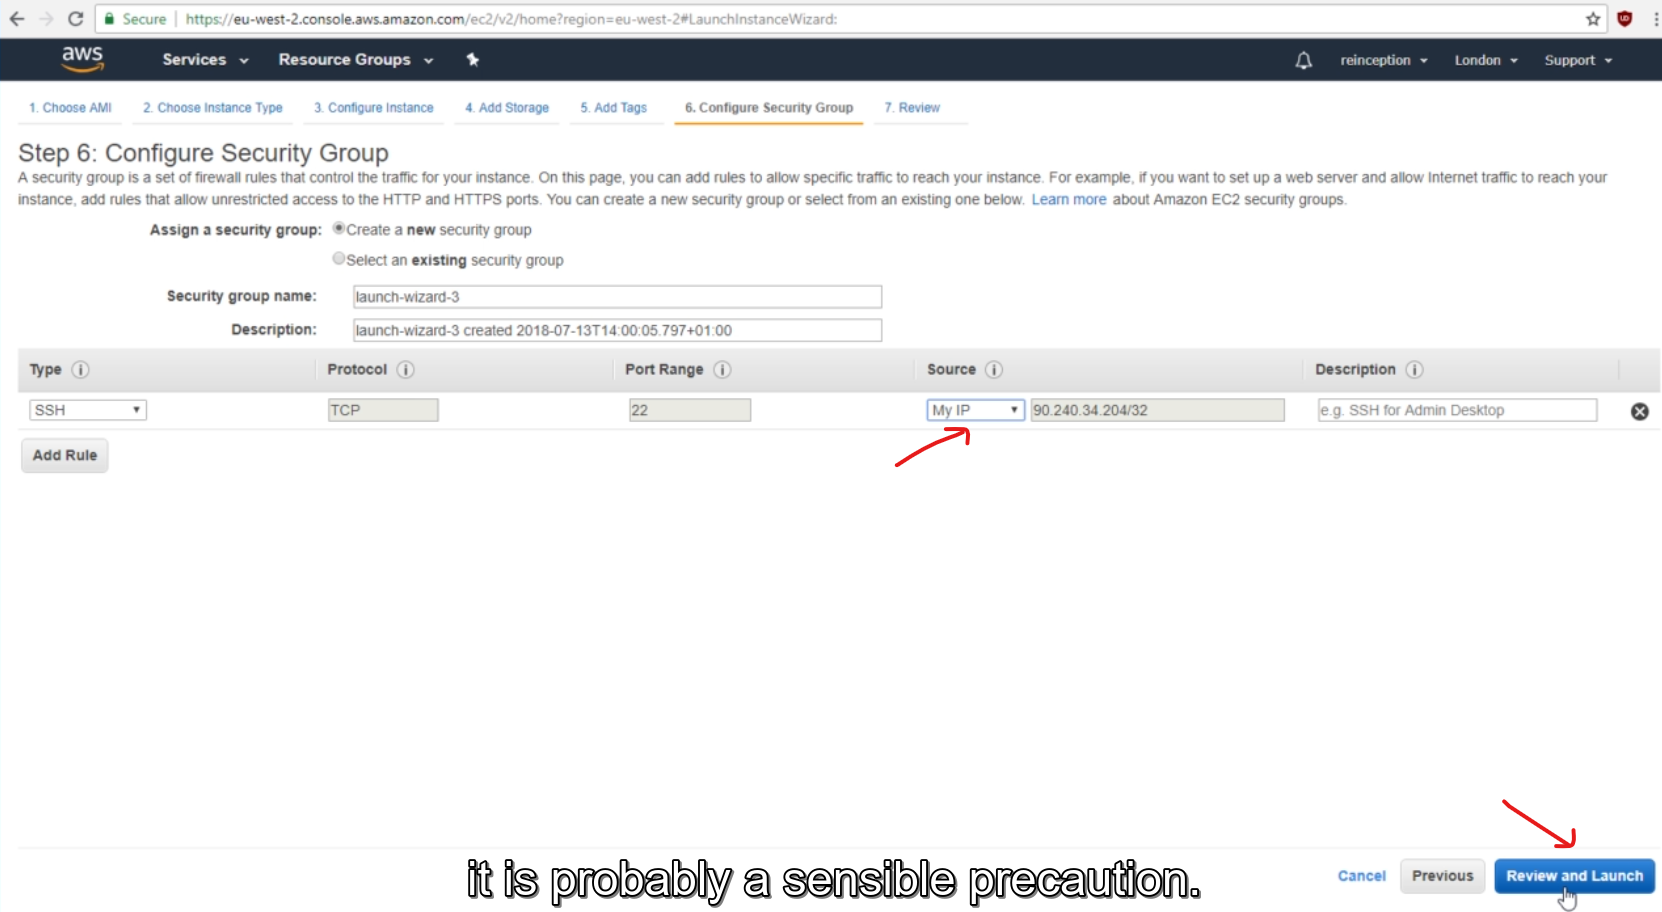 Secure https://eu-west-2.console.aws.amazon.com/ec2/v2/home?region=eu-west-2#LaunchInstanceWizard:
aws Services Resource Groups reinception London Support
1. Choose AMI 2. Choose Instance Type 3. Configure Instance 4. Add Storage 5. Add Tags 6. Configure Security Group 7. Review
Step 6: Configure Security Group
A security group is a set of firewall rules that control the traffic for your instance. On this page, you can add rules to allow specific traffic to reach your instance. For example, if you want to set up a web server and allow Internet traffic to reach your
instance, add rules that allow unrestricted access to the HTTP and HTTPS ports. You can create a new security group or select from an existing one below. Learn more about Amazon EC2 security groups.
Assign a security group: Create a new security group
Select an existing security group
Security group name: launch-wizard-3
Description: launch-wizard-3 created 2018-07-13T14:00:05.797+01:00
Type i Protocol i Port Range i Source i Description i
SSH TCP 22 My IP 90.240.34.204/32 e.g. SSH for Admin Desktop
Add Rule
it is probably a sensible precaution.
Cancel Previous Review and Launch